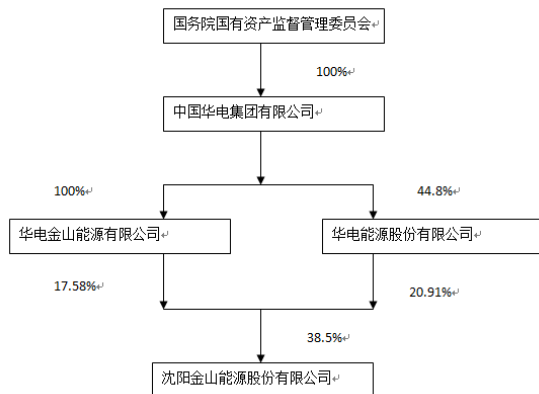 国务院国有资产监督管理委员会
100%
中国华电集团有限公司
100%
44.8%
华电金山能源有限公司
华电能源股份有限公司
17.58%
20.91%
38.5%
沈阳金山能源股份有限公司